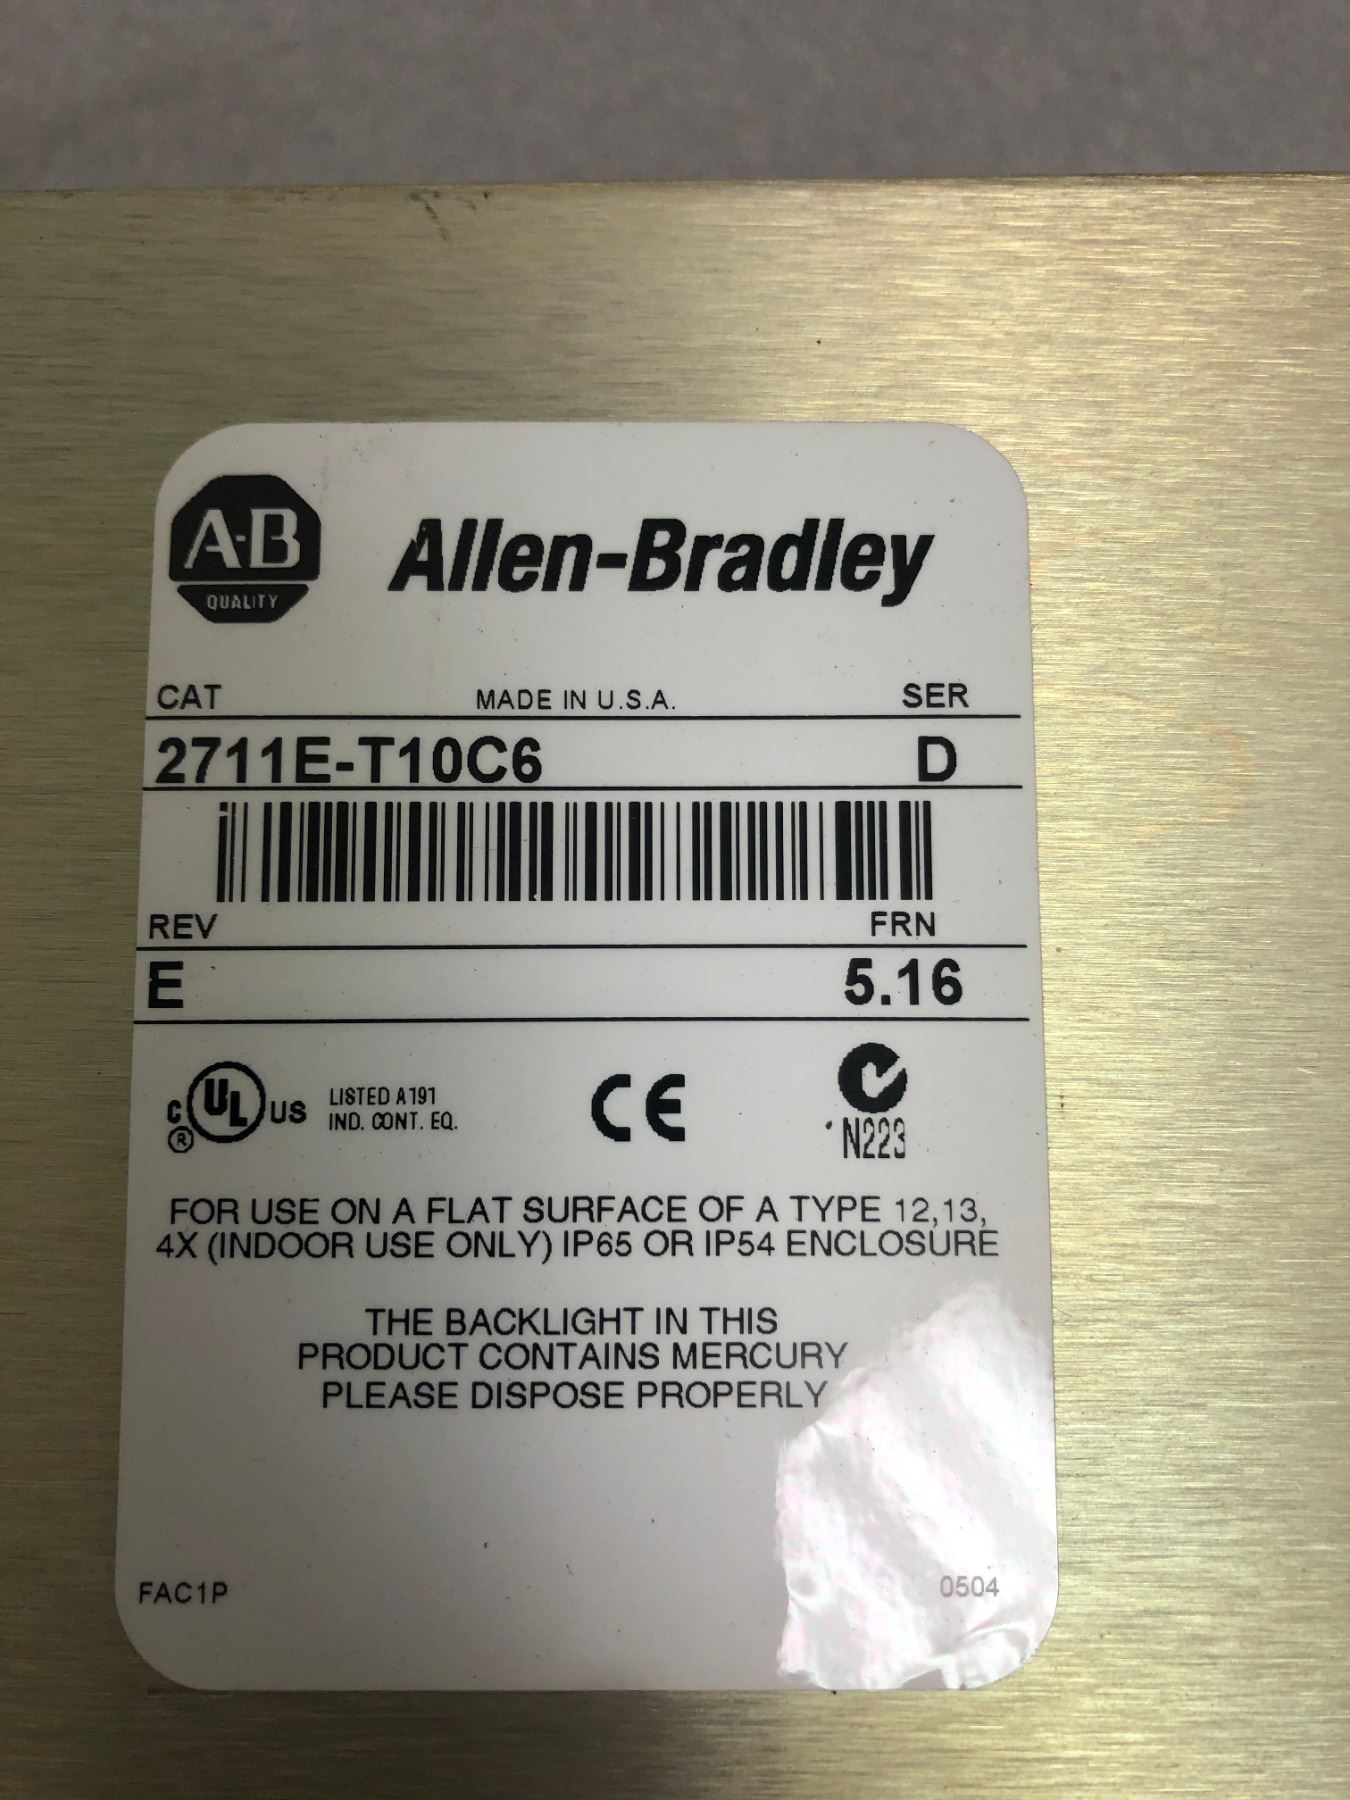 A-B
QUALITY
Allen-Bradley
CAT MADE IN U.S.A. SER
2711E-T10C6 D
REV FRN
E 5.16
C UL US ®
LISTED A191
IND. CONT. EQ.
CE
N223
FOR USE ON A FLAT SURFACE OF A TYPE 12,13,
4X (INDOOR USE ONLY) IP65 OR IP54 ENCLOSURE
THE BACKLIGHT IN THIS
PRODUCT CONTAINS MERCURY
PLEASE DISPOSE PROPERLY
FAC1P 0504